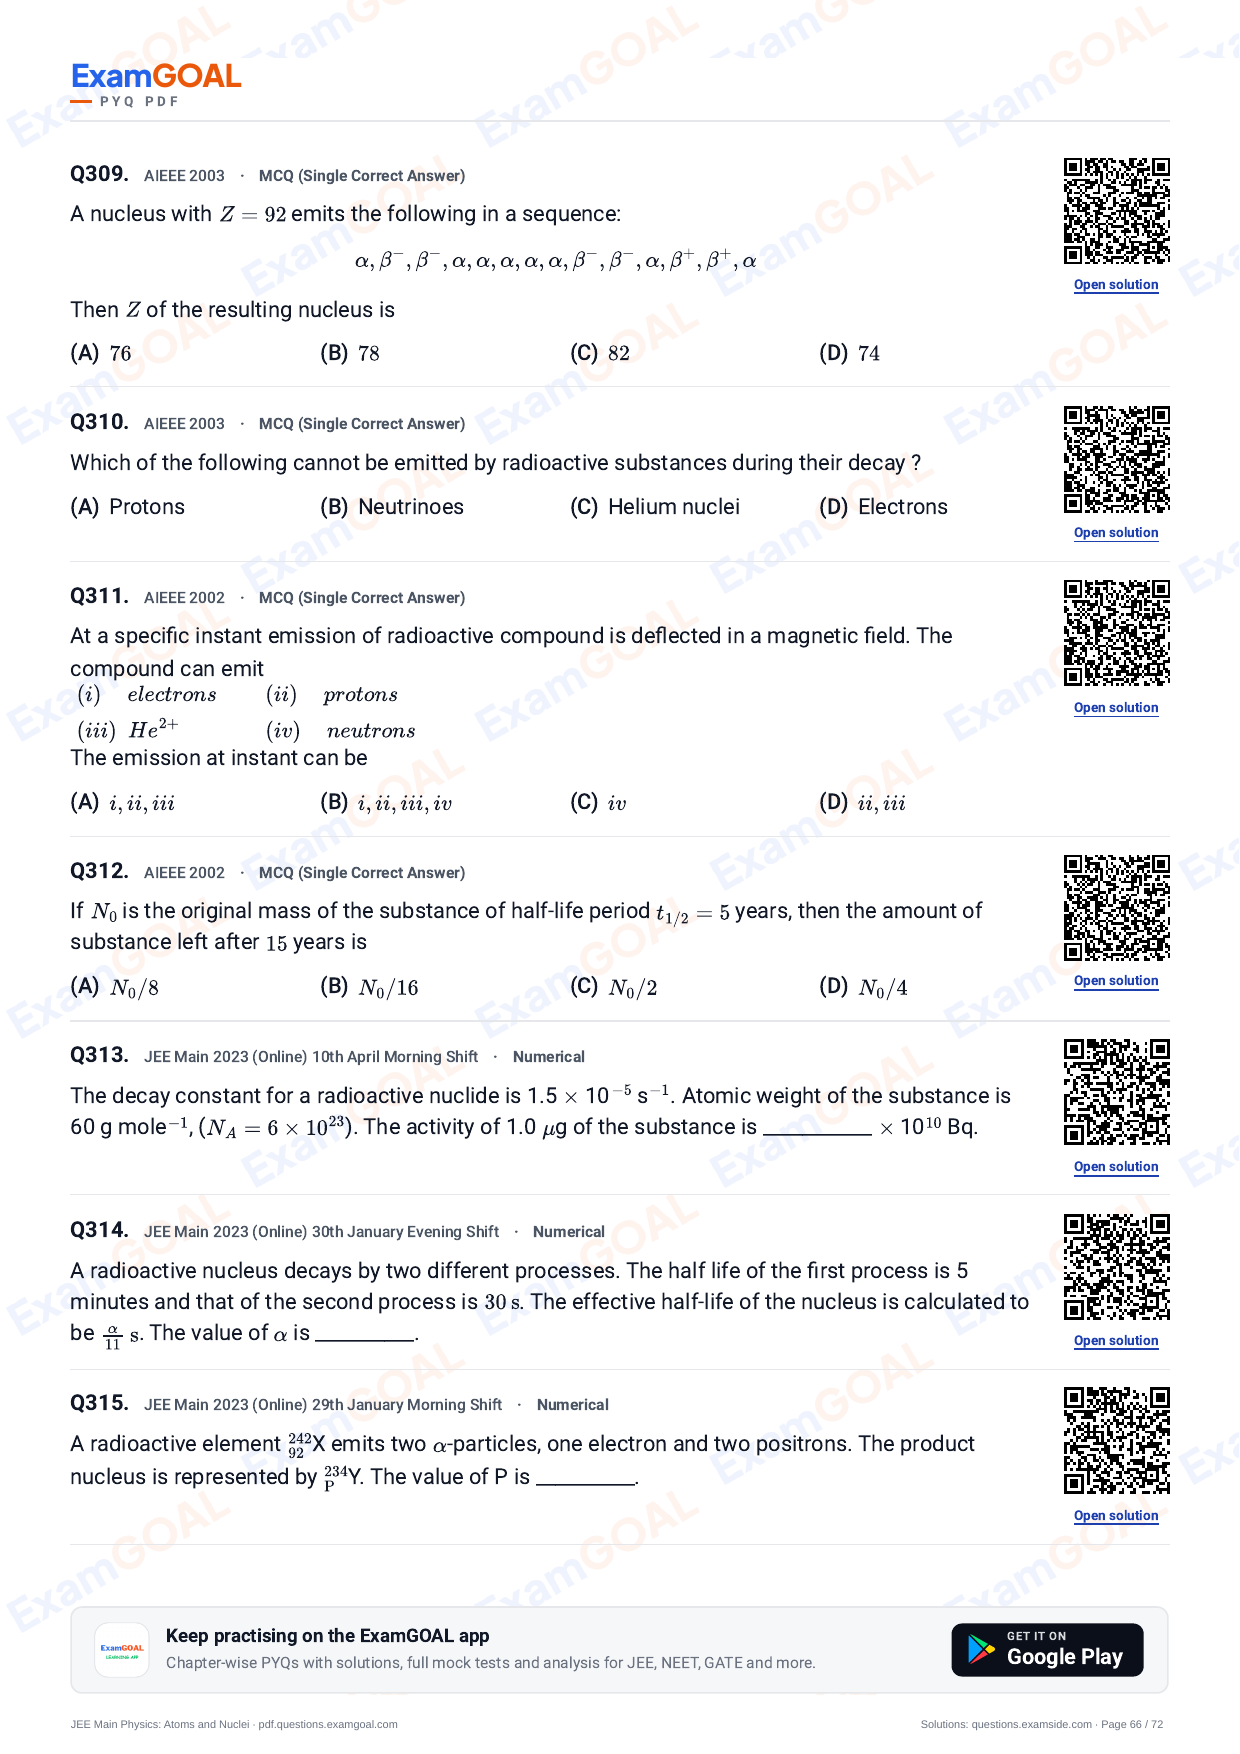 ExamGOAL
PYQ PDF
Q309. AIEEE 2003 · MCQ (Single Correct Answer)
A nucleus with Z = 92 emits the following in a sequence:
α, β⁻, β⁻, α, α, α, α, α, β⁻, β⁻, α, β⁺, β⁺, α
Then Z of the resulting nucleus is
(A) 76 (B) 78 (C) 82 (D) 74
Open solution
Q310. AIEEE 2003 · MCQ (Single Correct Answer)
Which of the following cannot be emitted by radioactive substances during their decay ?
(A) Protons (B) Neutrinoes (C) Helium nuclei (D) Electrons
Open solution
Q311. AIEEE 2002 · MCQ (Single Correct Answer)
At a specific instant emission of radioactive compound is deflected in a magnetic field. The
compound can emit
(i) electrons (ii) protons
(iii) He²⁺ (iv) neutrons
The emission at instant can be
(A) i, ii, iii (B) i, ii, iii, iv (C) iv (D) ii, iii
Open solution
Q312. AIEEE 2002 · MCQ (Single Correct Answer)
If N₀ is the original mass of the substance of half-life period t₁/₂ = 5 years, then the amount of
substance left after 15 years is
(A) N₀/8 (B) N₀/16 (C) N₀/2 (D) N₀/4
Open solution
Q313. JEE Main 2023 (Online) 10th April Morning Shift · Numerical
The decay constant for a radioactive nuclide is 1.5 × 10⁻⁵ s⁻¹. Atomic weight of the substance is
60 g mole⁻¹, (N_A = 6 × 10²³). The activity of 1.0 μg of the substance is __________ × 10¹⁰ Bq.
Open solution
Q314. JEE Main 2023 (Online) 30th January Evening Shift · Numerical
A radioactive nucleus decays by two different processes. The half life of the first process is 5
minutes and that of the second process is 30 s. The effective half-life of the nucleus is calculated to
be α/11 s. The value of α is _________.
Open solution
Q315. JEE Main 2023 (Online) 29th January Morning Shift · Numerical
A radioactive element ²⁴²₉₂X emits two α-particles, one electron and two positrons. The product
nucleus is represented by ²³⁴_PY. The value of P is _________.
Open solution
ExamGOAL
LEARNING APP
Keep practising on the ExamGOAL app
Chapter-wise PYQs with solutions, full mock tests and analysis for JEE, NEET, GATE and more.
GET IT ON
Google Play
JEE Main Physics: Atoms and Nuclei · pdf.questions.examgoal.com
Solutions: questions.examside.com · Page 66 / 72